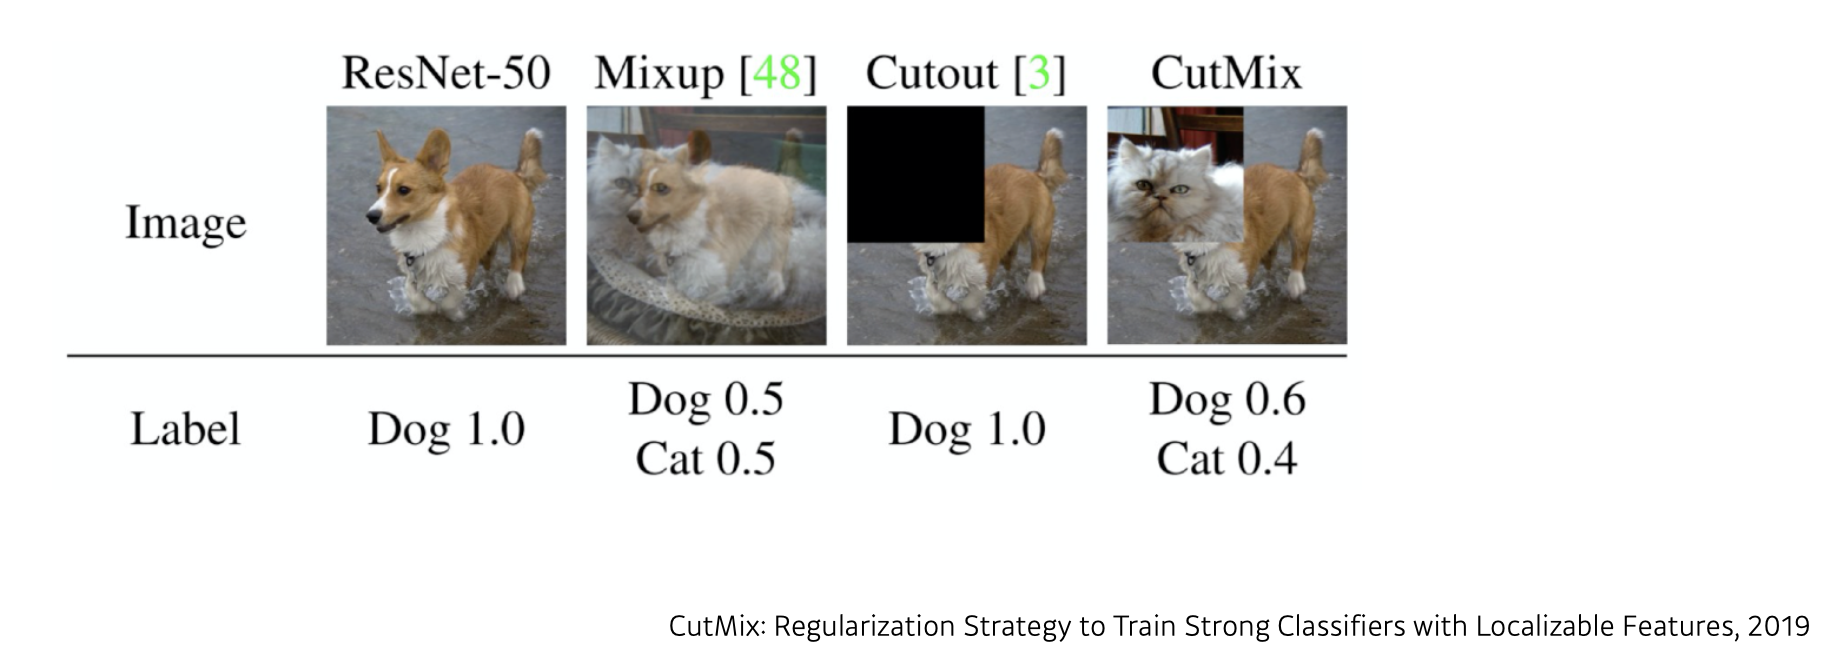 ResNet-50 Mixup [48] Cutout [3] CutMix
Image
Label Dog 1.0 Dog 0.5 Cat 0.5 Dog 1.0 Dog 0.6 Cat 0.4
CutMix: Regularization Strategy to Train Strong Classifiers with Localizable Features, 2019